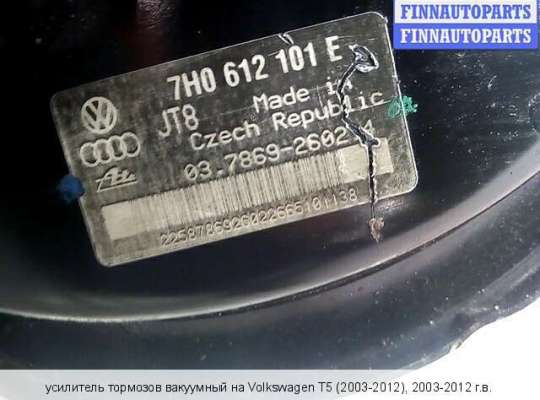 FINNAUTOPARTS
FINNAUTOPARTS
7H0 612 101 E
JT8 Made in
Czech Republic
03.7869-2602.4
усилитель тормозов вакуумный на Volkswagen T5 (2003-2012), 2003-2012 г.в.